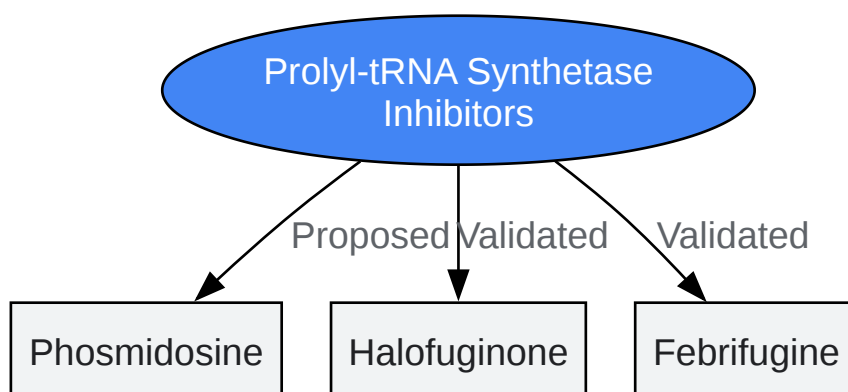 Prolyl-tRNA Synthetase
Inhibitors
Proposed Validated Validated
Phosmidosine Halofuginone Febrifugine